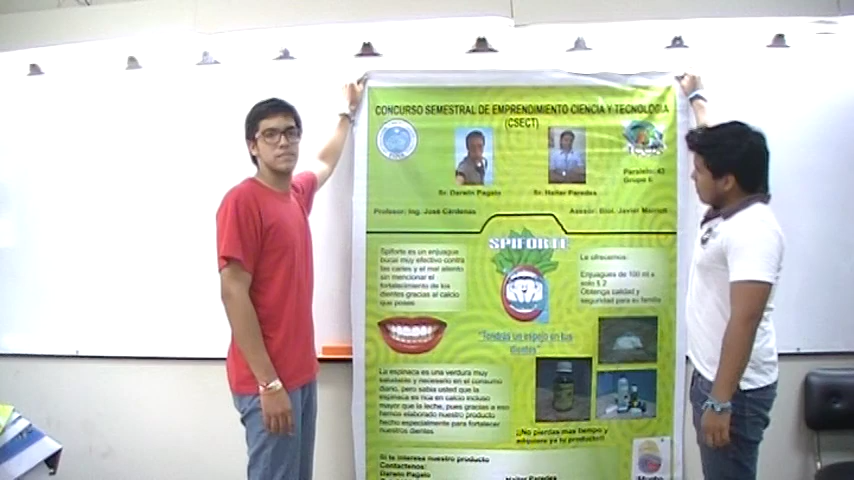 CONCURSO SEMESTRAL DE EMPRENDIMIENTO CIENCIA Y TECNOLOGIA
(CSECT)
Paralelo: 43
Grupo 6
Sr. Darwin Pagalo
Sr. Halter Paredes
Profesor: Ing. José Cárdenas
Asesor: Biol. Javier
SPIFORTE
Spiforte es un enjuague
bucal muy efectivo contra
las caries y el mal aliento
sin mencionar el
fortalecimiento de los
dientes gracias al calcio
que posee
Le ofrecemos:
Enjuagues de 100 ml x
solo $ 2
Obtenga calidad y
seguridad para su familia
"Tendrás un espejo en tus
dientes"
La espinaca es una verdura muy
saludable y necesario en el consumo
diario, pero sabia usted que la
espinaca es rica en calcio incluso
mayor que la leche, pues gracias a eso
hemos elaborado nuestro producto
hecho especialmente para fortalecer
nuestros dientes
¡¡No pierdas mas tiempo y
adquiere ya tu producto!!
Si te interesa nuestro producto
Contactenos:
Darwin Pagalo
Halter Paredes